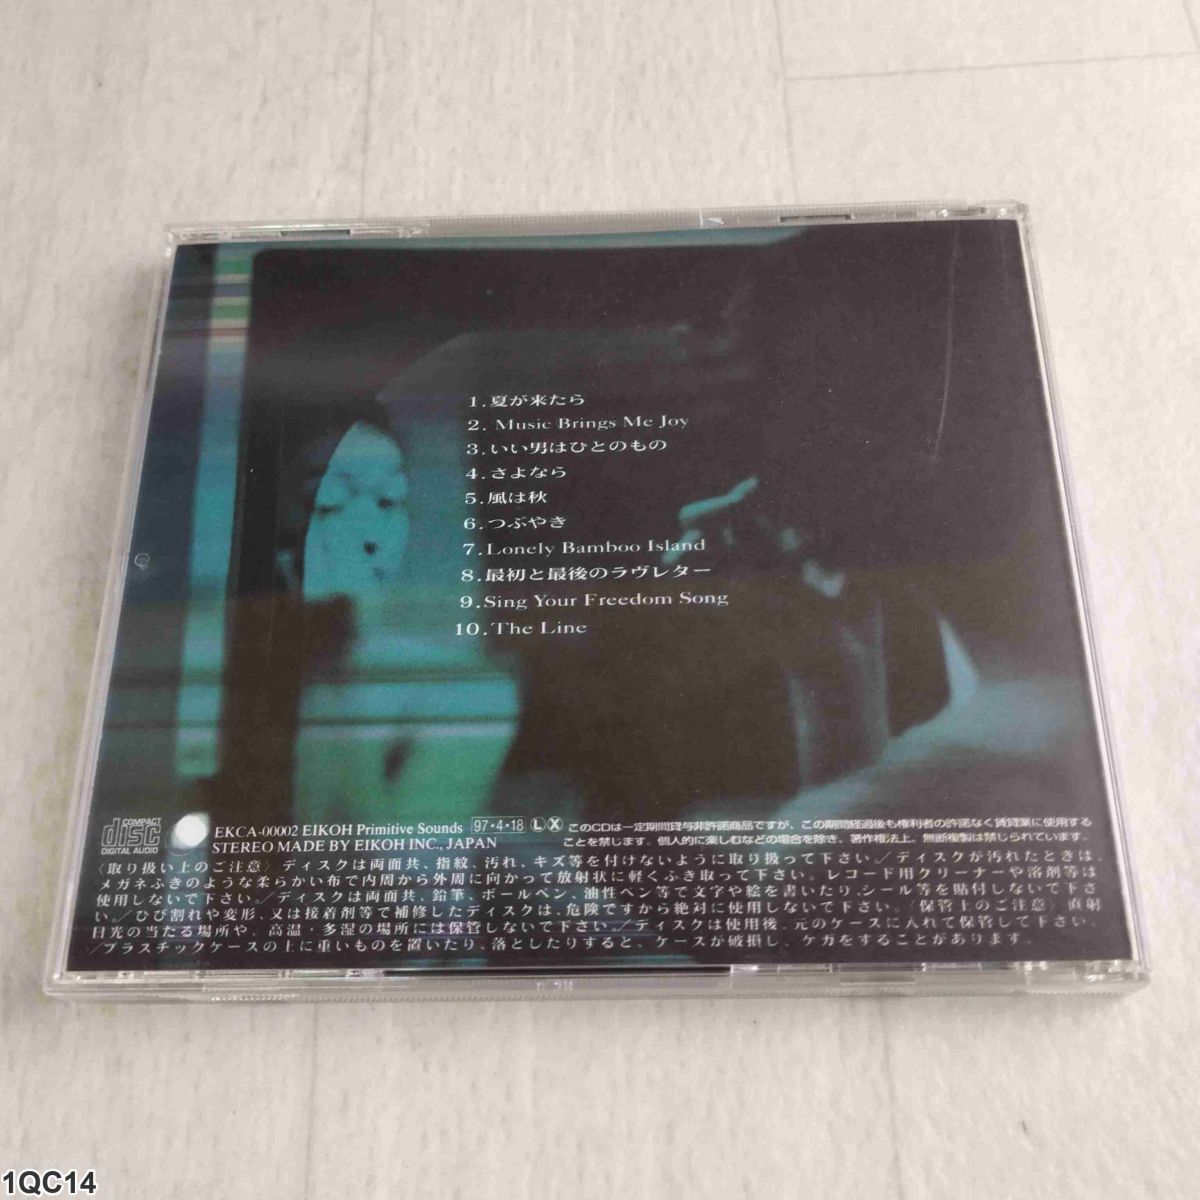 1.夏が来たら
2. Music Brings Me Joy
3.いい男はひとのもの
4.さよなら
5.風は秋
6.つぶやき
7.Lonely Bamboo Island
8.最初と最後のラヴレター
9.Sing Your Freedom Song
10.The Line
COMPACT
disc
DIGITAL AUDIO
EKCA-00002 EIKOH Primitive Sounds 97・4・18 Ⓛ Ⓧ
STEREO MADE BY EIKOH INC., JAPAN
このCDは一定期間貸与非許諾商品ですが、この期間経過後も権利者の許諾なく賃貸業に使用する
ことを禁じます。個人的に楽しむなどの場合を除き、著作権法上、無断複製は禁じられています。
〈取り扱い上のご注意〉 ディスクは両面共、指紋、汚れ、キズ等を付けないように取り扱って下さい。／ディスクが汚れたときは、
メガネふきのような柔らかい布で内周から外周に向かって放射状に軽くふき取って下さい。レコード用クリーナーや溶剤等は
使用しないで下さい。／ディスクは両面共、鉛筆、ボールペン、油性ペン等で文字や絵を書いたり、シール等を貼付しないで下さ
い。／ひび割れや変形、又は接着剤等で補修したディスクは、危険ですから絶対に使用しないで下さい。〈保管上のご注意〉直射
日光の当たる場所や、高温・多湿の場所には保管しないで下さい。／ディスクは使用後、元のケースに入れて保管して下さい。
／プラスチックケースの上に重いものを置いたり、落としたりすると、ケースが破損し、ケガをすることがあります。
1QC14